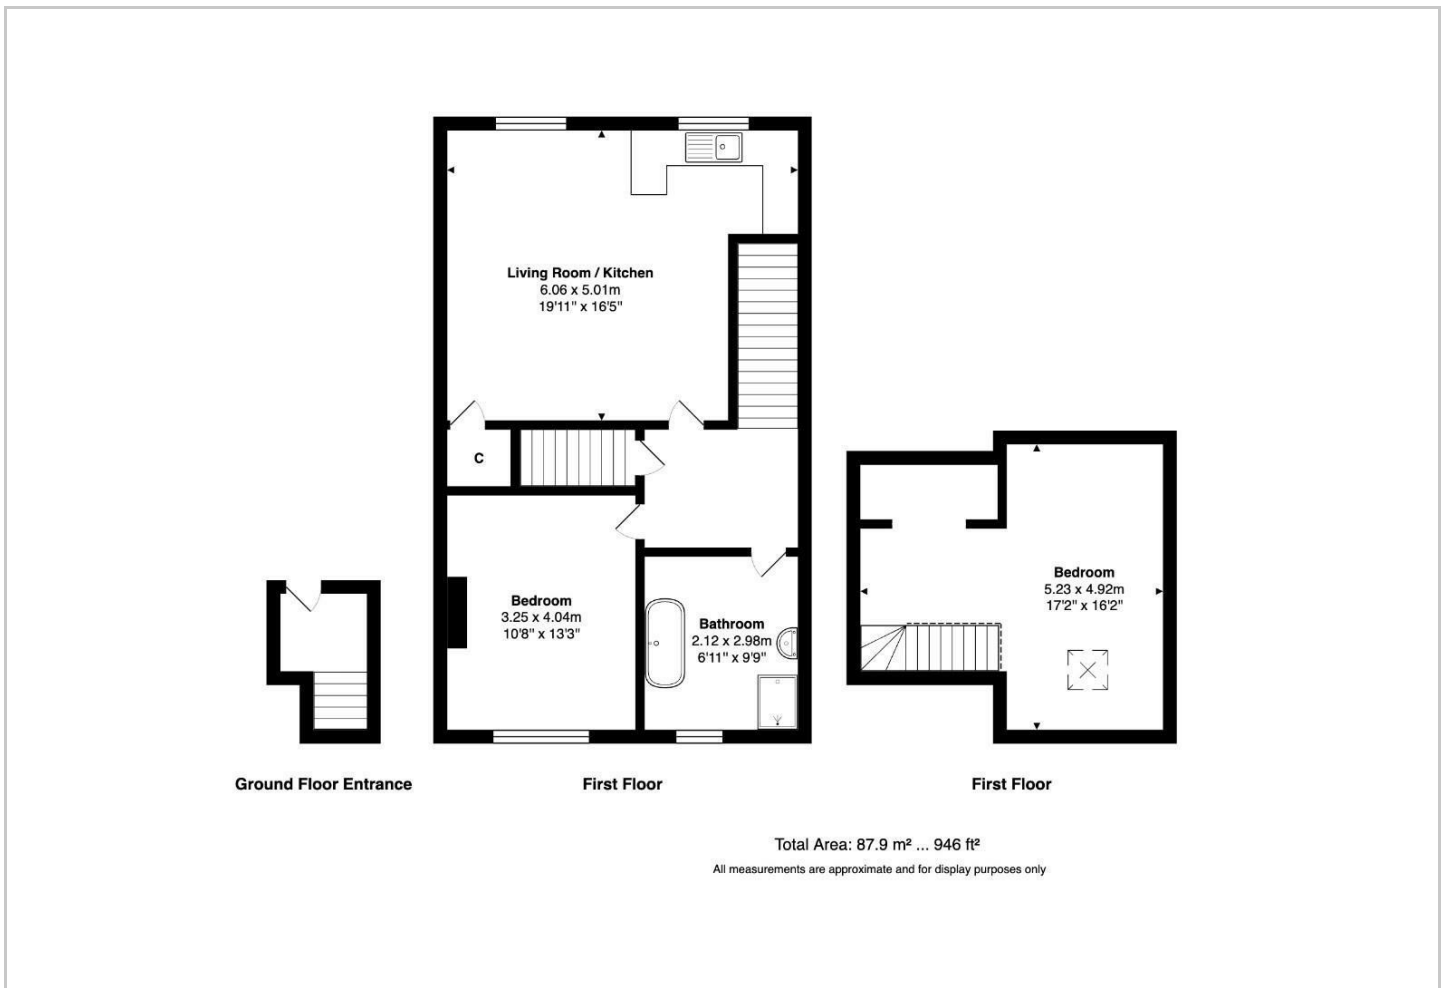 Living Room / Kitchen
6.06 x 5.01m
19'11" x 16'5"
C
Bedroom
3.25 x 4.04m
10'8" x 13'3"
Bathroom
2.12 x 2.98m
6'11" x 9'9"
Bedroom
5.23 x 4.92m
17'2" x 16'2"
Ground Floor Entrance
First Floor
First Floor
Total Area: 87.9 m² ... 946 ft²
All measurements are approximate and for display purposes only